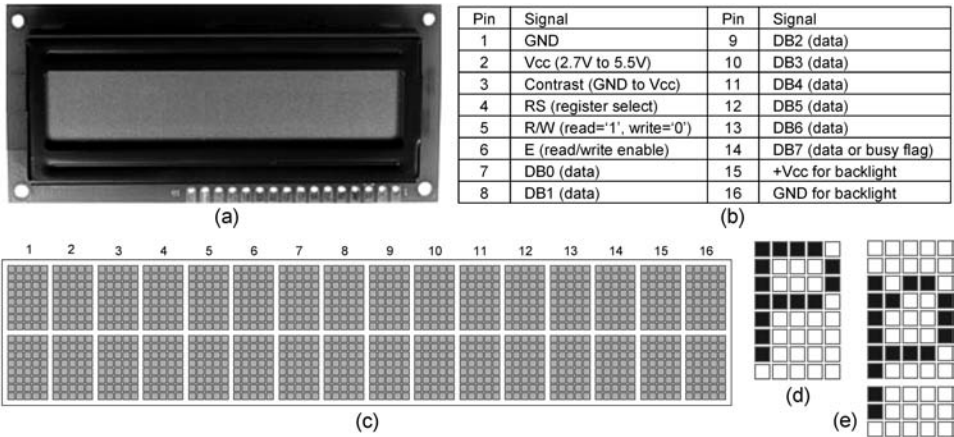 (a)
Pin Signal Pin Signal
1 GND 9 DB2 (data)
2 Vcc (2.7V to 5.5V) 10 DB3 (data)
3 Contrast (GND to Vcc) 11 DB4 (data)
4 RS (register select) 12 DB5 (data)
5 R/W (read=‘1’, write=‘0’) 13 DB6 (data)
6 E (read/write enable) 14 DB7 (data or busy flag)
7 DB0 (data) 15 +Vcc for backlight
8 DB1 (data) 16 GND for backlight
(b)
1 2 3 4 5 6 7 8 9 10 11 12 13 14 15 16
(c)
(d)
(e)